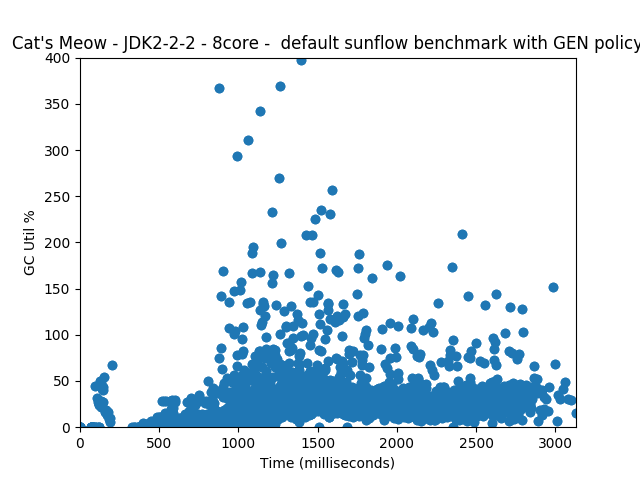 Cat's Meow - JDK2-2-2 - 8core -  default sunflow benchmark with GEN policy
400
350
300
250
200
150
100
50
0
GC Util %
0 500 1000 1500 2000 2500 3000
Time (milliseconds)